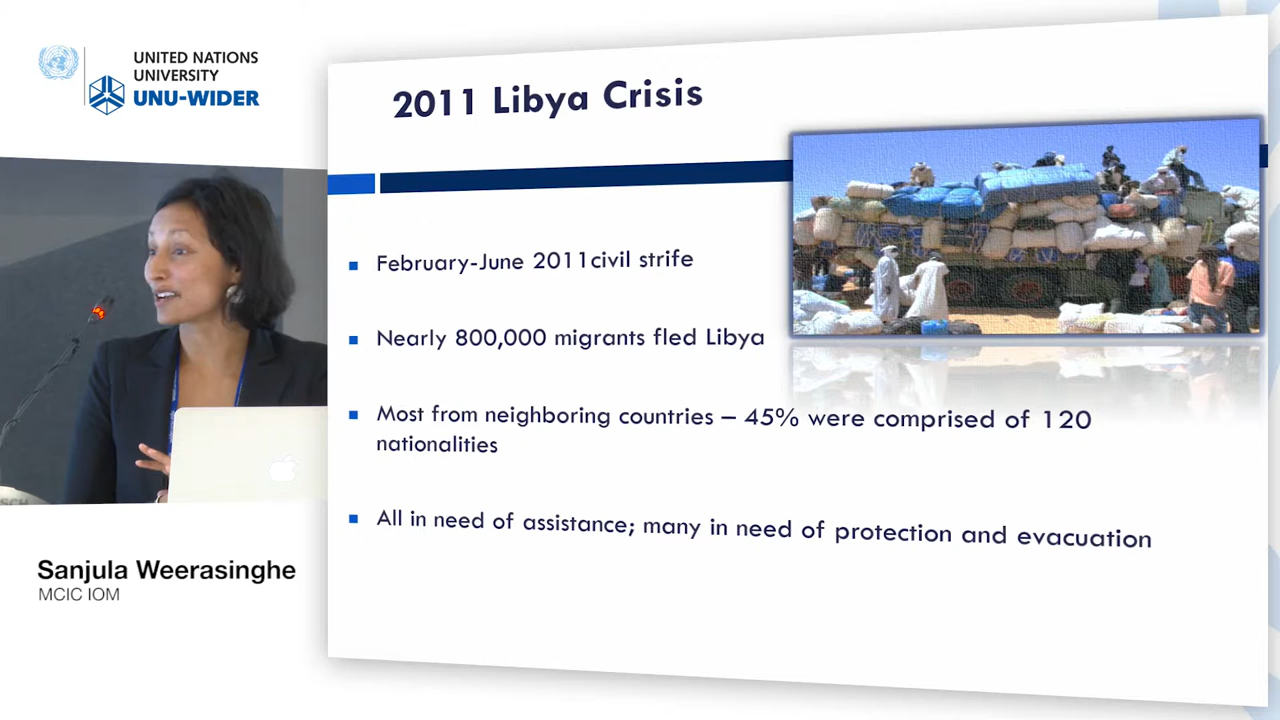 UNITED NATIONS
UNIVERSITY
UNU-WIDER
2011 Libya Crisis
February-June 2011civil strife
Nearly 800,000 migrants fled Libya
Most from neighboring countries – 45% were comprised of 120
nationalities
All in need of assistance; many in need of protection and evacuation
SCH
Sanjula Weerasinghe
MCIC IOM